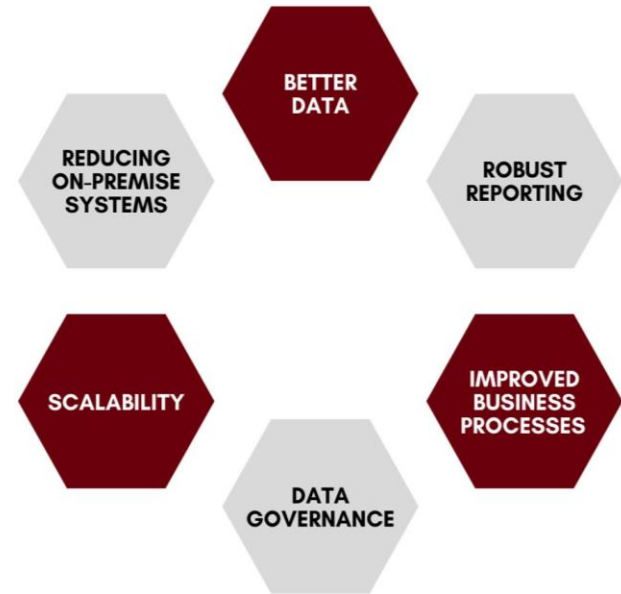 BETTER
DATA
REDUCING
ON-PREMISE
SYSTEMS
ROBUST
REPORTING
SCALABILITY
IMPROVED
BUSINESS
PROCESSES
DATA
GOVERNANCE